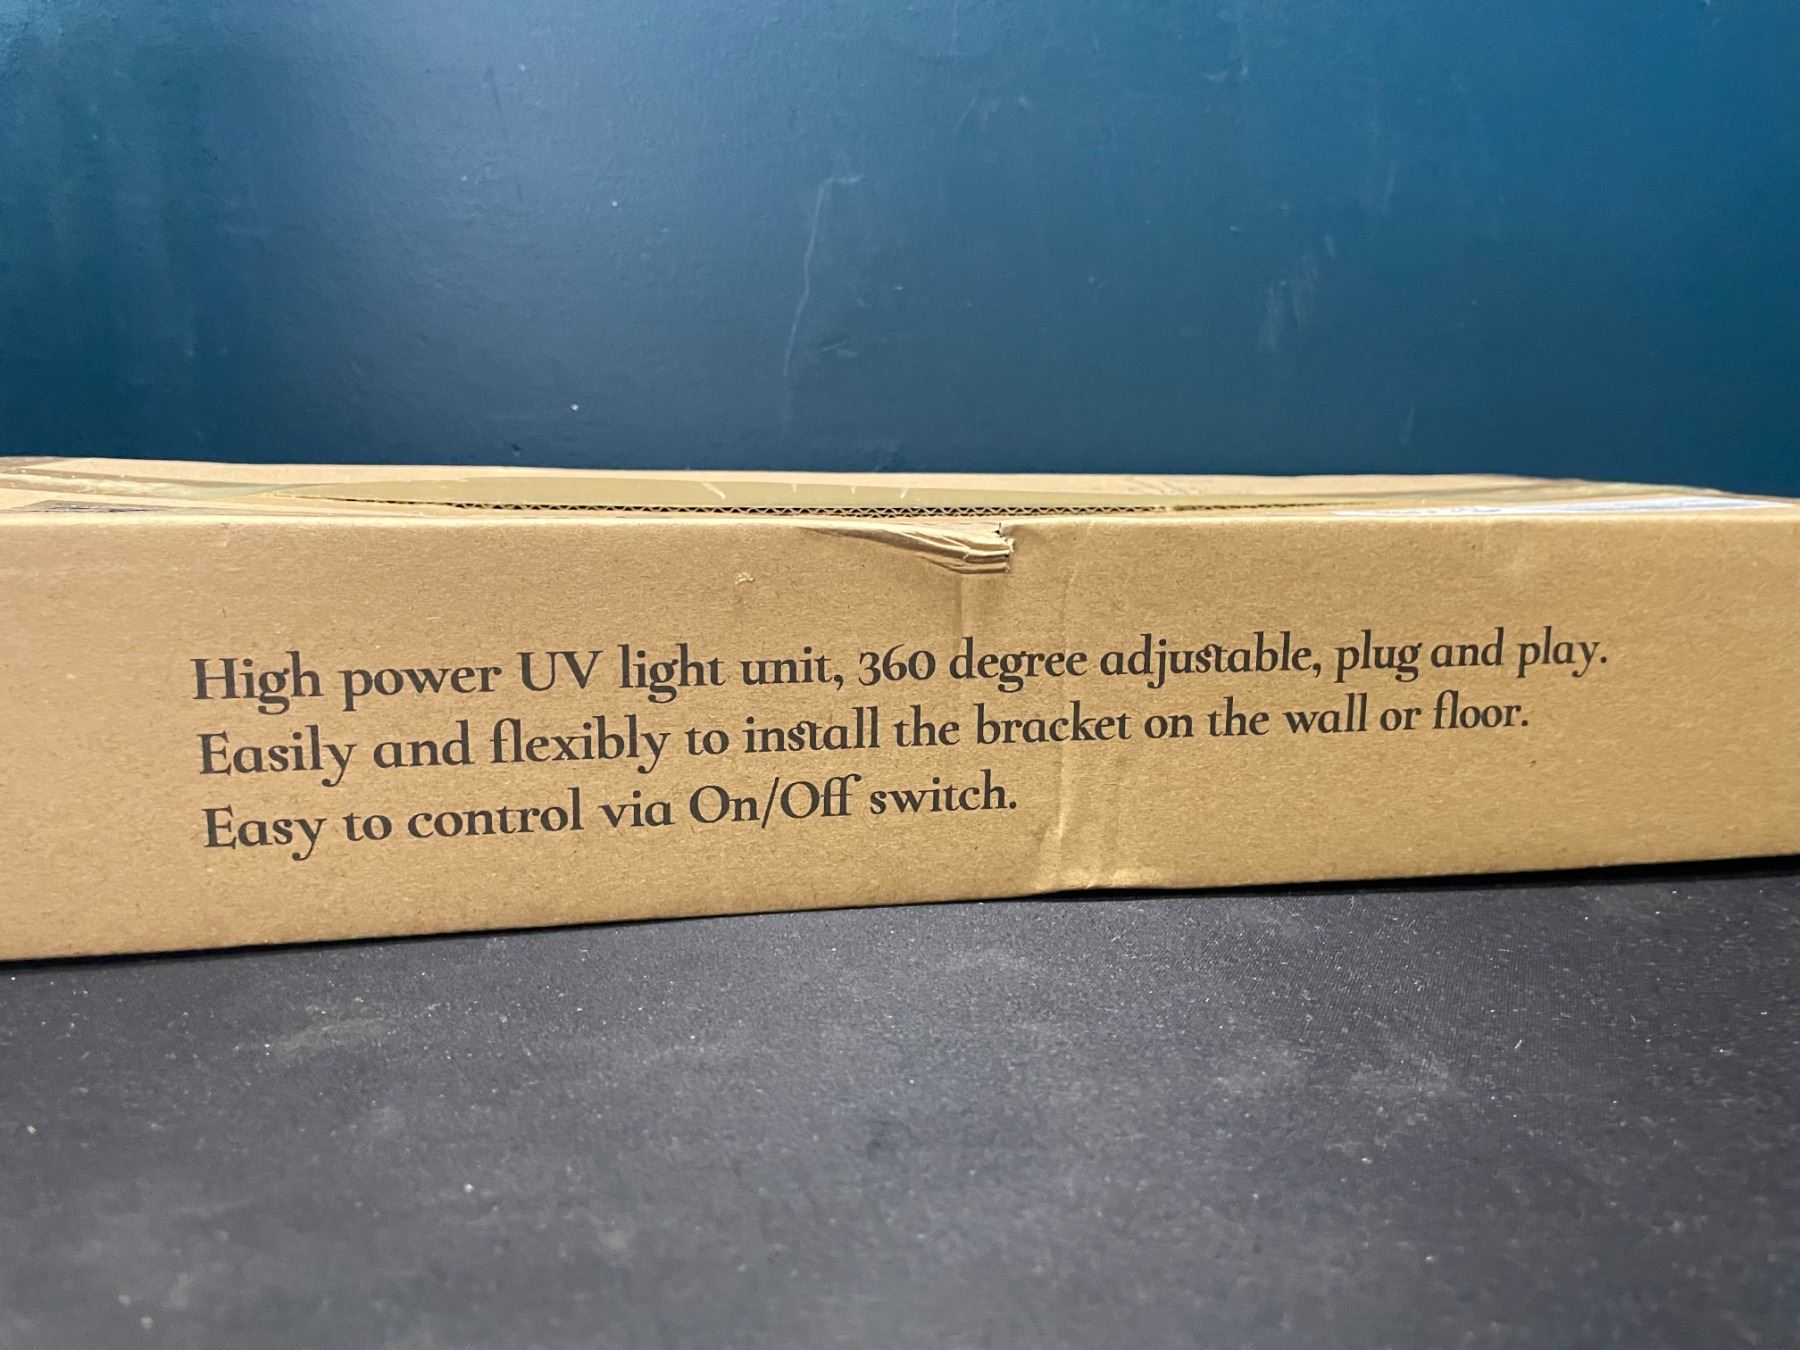 High power UV light unit, 360 degree adjustable, plug and play.
Easily and flexibly to install the bracket on the wall or floor.
Easy to control via On/Off switch.